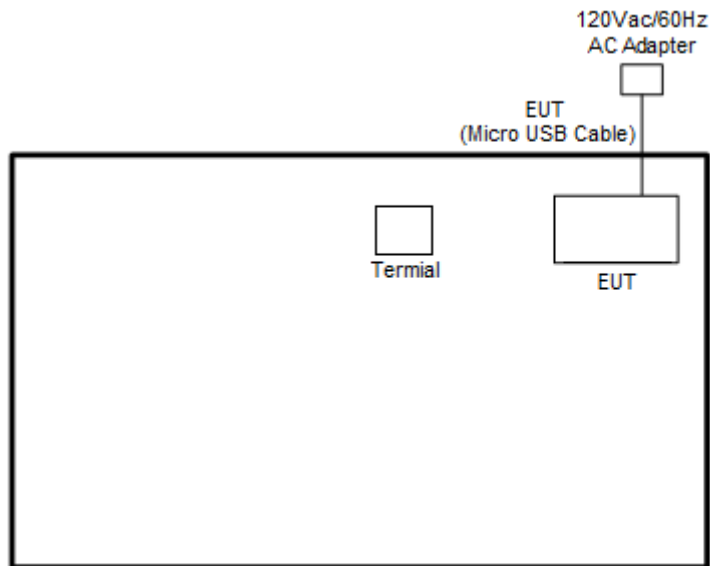 120Vac/60Hz
AC Adapter
EUT
(Micro USB Cable)
Termial
EUT